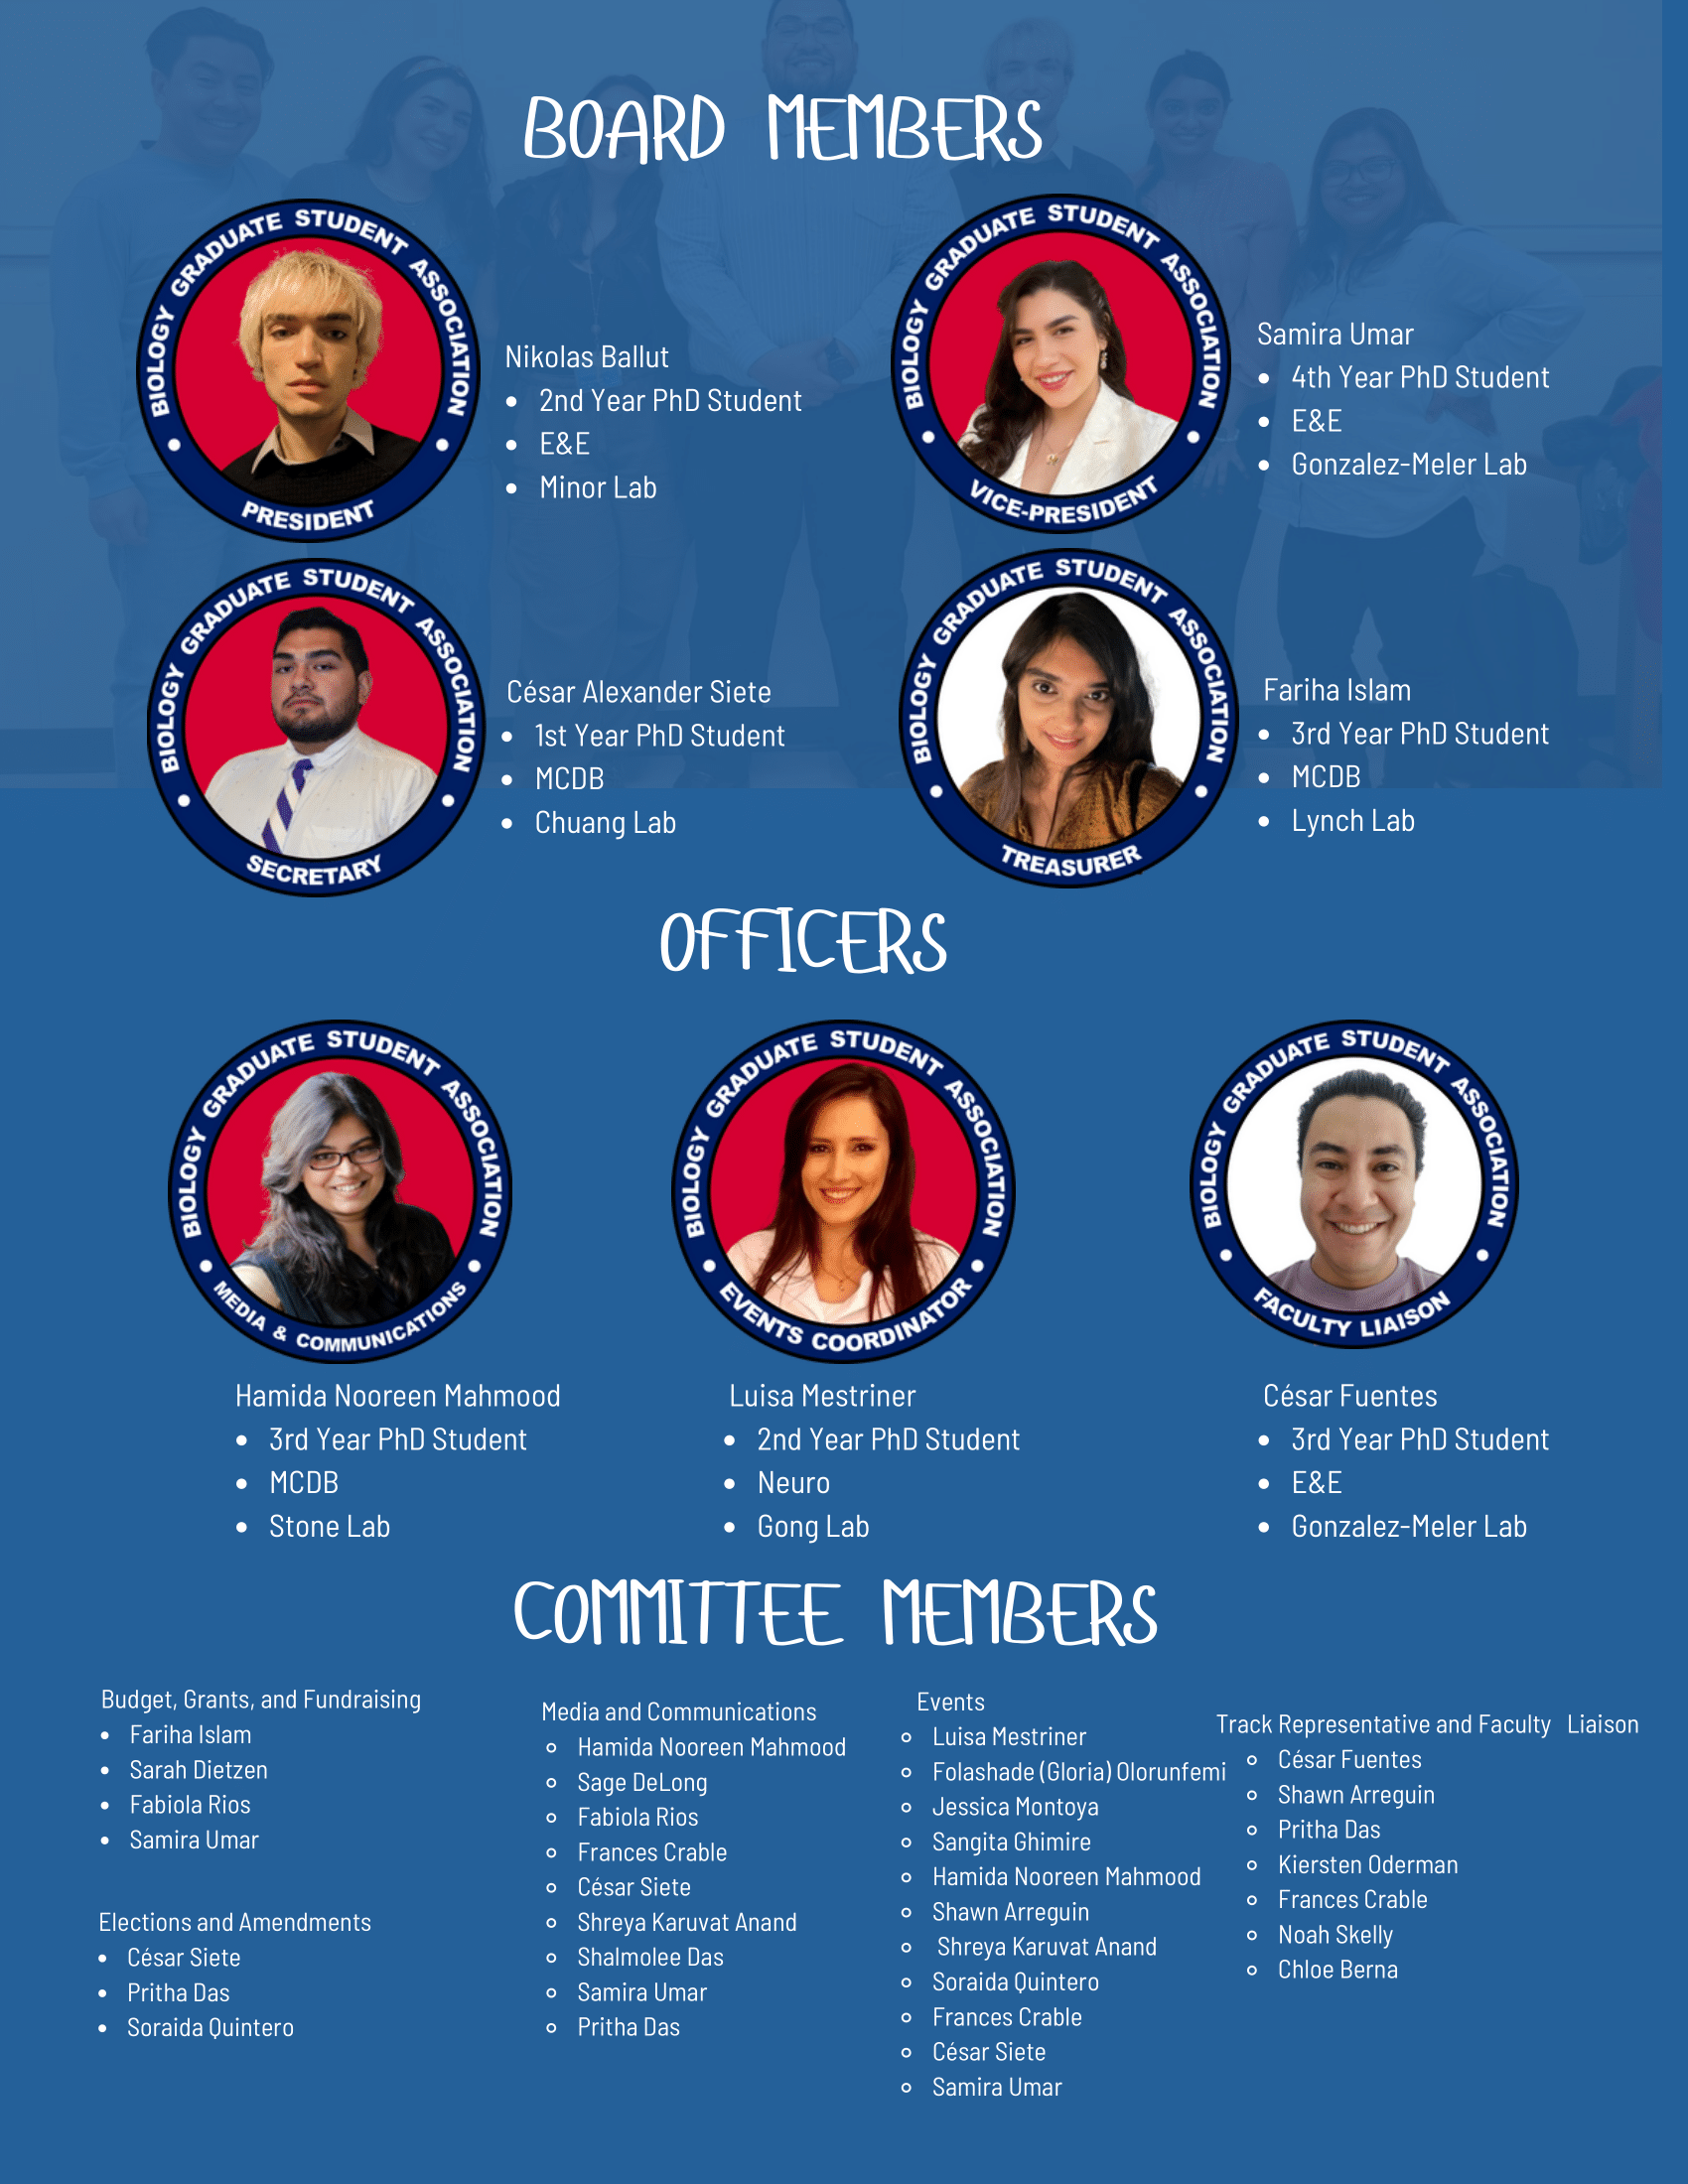 BOARD MEMBERS
BIOLOGY GRADUATE STUDENT ASSOCIATION
PRESIDENT
Nikolas Ballut
• 2nd Year PhD Student
• E&E
• Minor Lab
BIOLOGY GRADUATE STUDENT ASSOCIATION
VICE-PRESIDENT
Samira Umar
• 4th Year PhD Student
• E&E
• Gonzalez-Meler Lab
BIOLOGY GRADUATE STUDENT ASSOCIATION
SECRETARY
César Alexander Siete
• 1st Year PhD Student
• MCDB
• Chuang Lab
BIOLOGY GRADUATE STUDENT ASSOCIATION
TREASURER
Fariha Islam
• 3rd Year PhD Student
• MCDB
• Lynch Lab
OFFICERS
BIOLOGY GRADUATE STUDENT ASSOCIATION
MEDIA & COMMUNICATIONS
Hamida Nooreen Mahmood
• 3rd Year PhD Student
• MCDB
• Stone Lab
BIOLOGY GRADUATE STUDENT ASSOCIATION
EVENTS COORDINATOR
Luisa Mestriner
• 2nd Year PhD Student
• Neuro
• Gong Lab
BIOLOGY GRADUATE STUDENT ASSOCIATION
FACULTY LIAISON
César Fuentes
• 3rd Year PhD Student
• E&E
• Gonzalez-Meler Lab
COMMITTEE MEMBERS
Budget, Grants, and Fundraising
• Fariha Islam
• Sarah Dietzen
• Fabiola Rios
• Samira Umar
Elections and Amendments
• César Siete
• Pritha Das
• Soraida Quintero
Media and Communications
◦ Hamida Nooreen Mahmood
◦ Sage DeLong
◦ Fabiola Rios
◦ Frances Crable
◦ César Siete
◦ Shreya Karuvat Anand
◦ Shalmolee Das
◦ Samira Umar
◦ Pritha Das
Events
◦ Luisa Mestriner
◦ Folashade (Gloria) Olorunfemi
◦ Jessica Montoya
◦ Sangita Ghimire
◦ Hamida Nooreen Mahmood
◦ Shawn Arreguin
◦ Shreya Karuvat Anand
◦ Soraida Quintero
◦ Frances Crable
◦ César Siete
◦ Samira Umar
Track Representative and Faculty Liaison
◦ César Fuentes
◦ Shawn Arreguin
◦ Pritha Das
◦ Kiersten Oderman
◦ Frances Crable
◦ Noah Skelly
◦ Chloe Berna